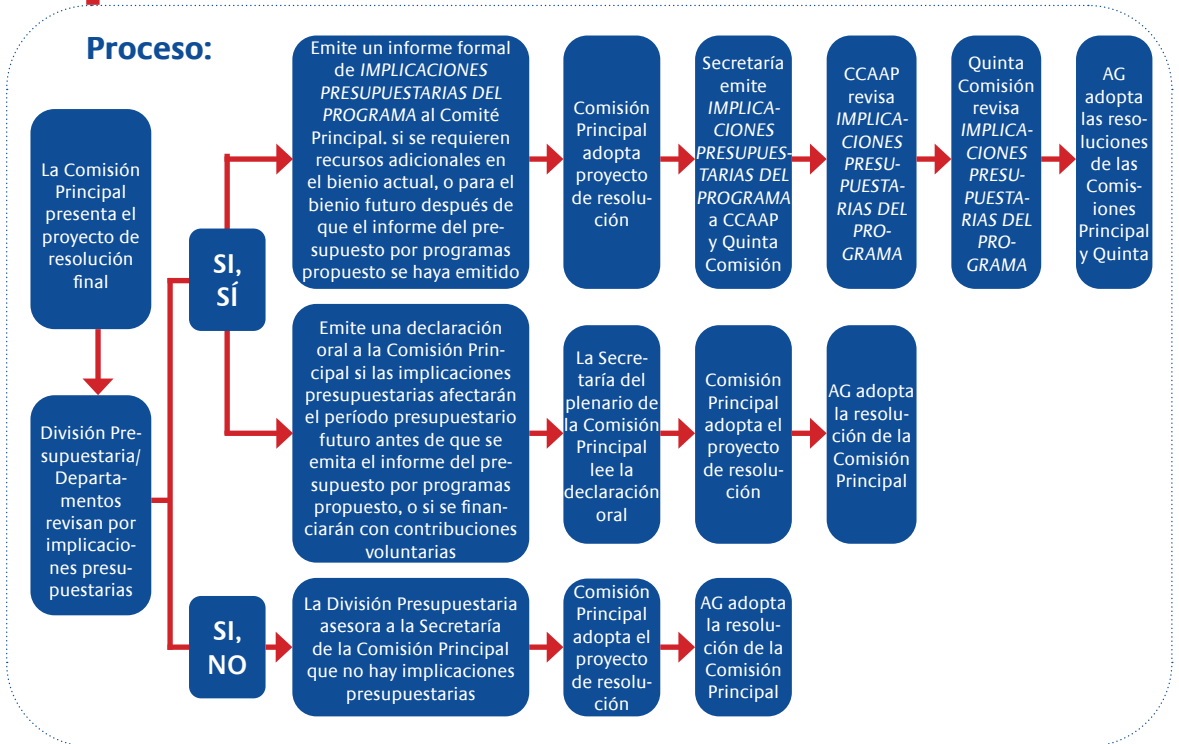 Proceso:
La Comisión
Principal
presenta el
proyecto de
resolución
final
División Pre-
supuestaria/
Departa-
mentos
revisan por
implicacio-
nes presu-
puestarias
SI,
SÍ
Emite un informe formal
de IMPLICACIONES
PRESUPUESTARIAS DEL
PROGRAMA al Comité
Principal. si se requieren
recursos adicionales en
el bienio actual, o para el
bienio futuro después de
que el informe del pre-
supuesto por programas
propuesto se haya emitido
Comisión
Principal
adopta
proyecto
de resolu-
ción
Secretaría
emite
IMPLICA-
CIONES
PRESUPUES-
TARIAS DEL
PROGRAMA
a CCAAP
y Quinta
Comisión
CCAAP
revisa
IMPLICA-
CIONES
PRESU-
PUESTA-
RIAS DEL
PRO-
GRAMA
Quinta
Comisión
revisa
IMPLICA-
CIONES
PRESU-
PUESTA-
RIAS DEL
PRO-
GRAMA
AG
adopta
las reso-
luciones
de las
Comis-
iones
Principal
y Quinta
Emite una declaración
oral a la Comisión Prin-
cipal si las implicaciones
presupuestarias afectarán
el período presupuestario
futuro antes de que se
emita el informe del pre-
supuesto por programas
propuesto, o si se finan-
ciarán con contribuciones
voluntarias
La Secre-
taría del
plenario de
la Comisión
Principal
lee la
declaración
oral
Comisión
Principal
adopta el
proyecto
de resolu-
ción
AG adopta
la resolu-
ción de la
Comisión
Principal
SI,
NO
La División Presupuestaria
asesora a la Secretaría
de la Comisión Principal
que no hay implicaciones
presupuestarias
Comisión
Principal
adopta el
proyecto
de resolu-
ción
AG adopta
la resolu-
ción de la
Comisión
Principal